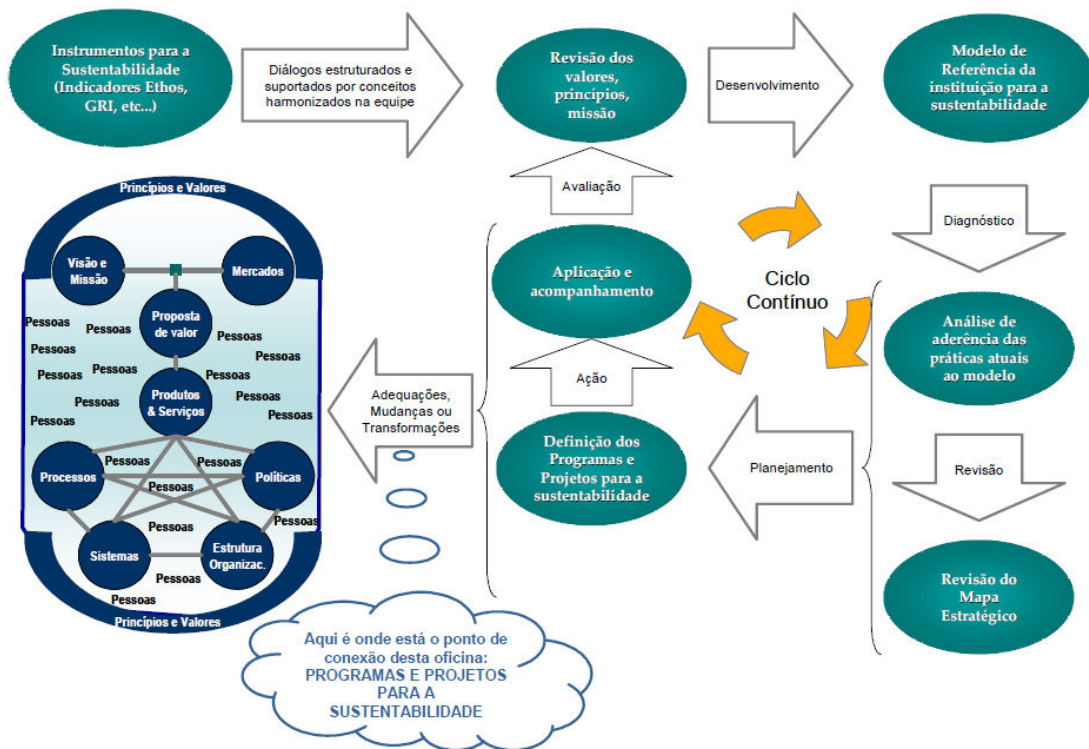 Instrumentos para a
Sustentabilidade
(Indicadores Ethos,
GRI, etc...)
Diálogos estruturados e
suportados por conceitos
harmonizados na equipe
Revisão dos
valores,
princípios,
missão
Desenvolvimento
Modelo de
Referência da
instituição para a
sustentabilidade
Avaliação
Diagnóstico
Princípios e Valores
Visão e
Missão
Mercados
Proposta
de valor
Pessoas
Pessoas
Pessoas
Pessoas
Pessoas
Pessoas
Pessoas
Pessoas
Produtos
& Serviços
Pessoas
Pessoas
Pessoas
Pessoas
Pessoas
Pessoas
Processos
Pessoas
Políticas
Pessoas
Pessoas
Sistemas
Estrutura
Organizac.
Pessoas
Pessoas
Princípios e Valores
Adequações,
Mudanças ou
Transformações
Aplicação e
acompanhamento
Ciclo
Contínuo
Ação
Análise de
aderência das
práticas atuais
ao modelo
Definição dos
Programas e
Projetos para a
sustentabilidade
Planejamento
Revisão
Revisão do
Mapa
Estratégico
Aqui é onde está o ponto de
conexão desta oficina:
PROGRAMAS E PROJETOS
PARA A
SUSTENTABILIDADE